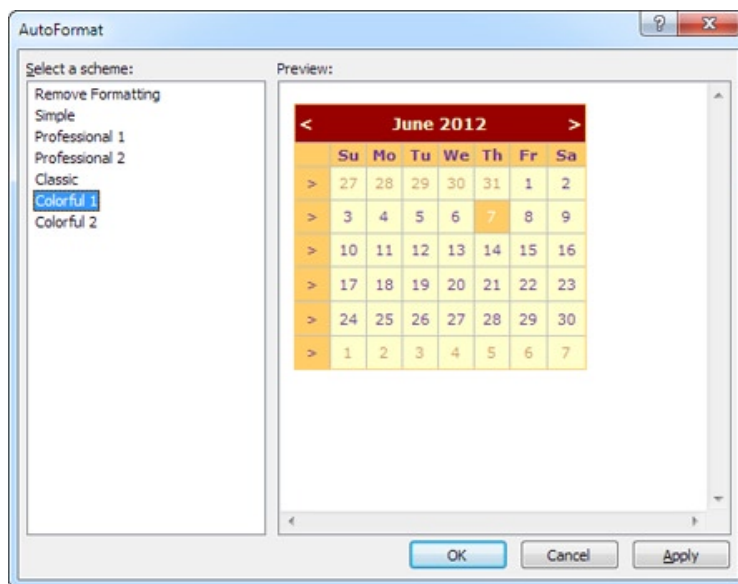 AutoFormat
Select a scheme:
Remove Formatting
Simple
Professional 1
Professional 2
Classic
Colorful 1
Colorful 2
Preview:
< June 2012 >
Su Mo Tu We Th Fr Sa
> 27 28 29 30 31 1 2
> 3 4 5 6 7 8 9
> 10 11 12 13 14 15 16
> 17 18 19 20 21 22 23
> 24 25 26 27 28 29 30
> 1 2 3 4 5 6 7
OK Cancel Apply